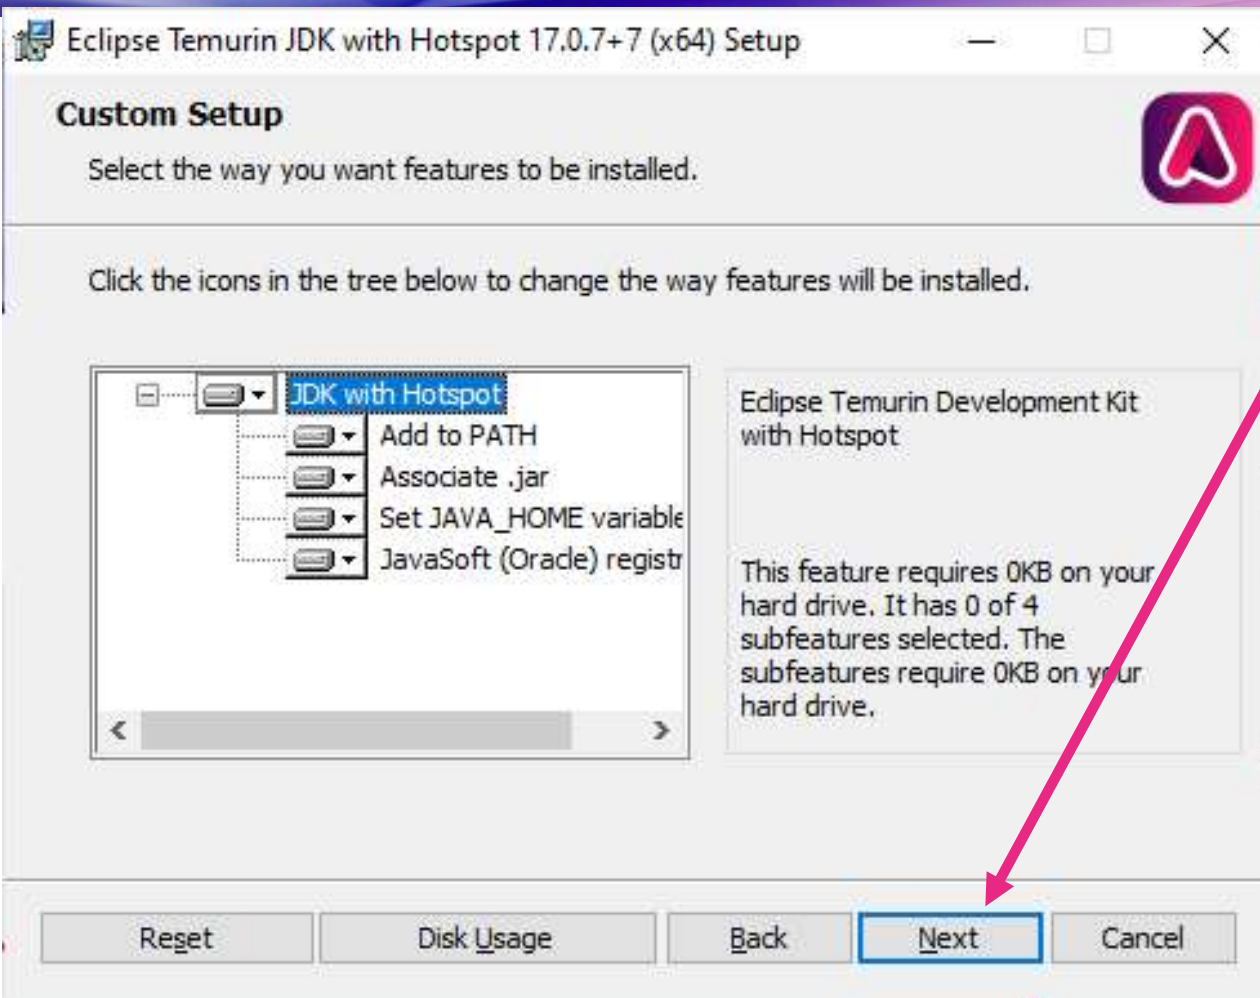 Eclipse Temurin JDK with Hotspot 17.0.7+7 (x64) Setup
Custom Setup
Select the way you want features to be installed.
Click the icons in the tree below to change the way features will be installed.
JDK with Hotspot
Add to PATH
Associate .jar
Set JAVA_HOME variable
JavaSoft (Oracle) registr
Eclipse Temurin Development Kit
with Hotspot
This feature requires 0KB on your
hard drive. It has 0 of 4
subfeatures selected. The
subfeatures require 0KB on your
hard drive.
Reset
Disk Usage
Back
Next
Cancel